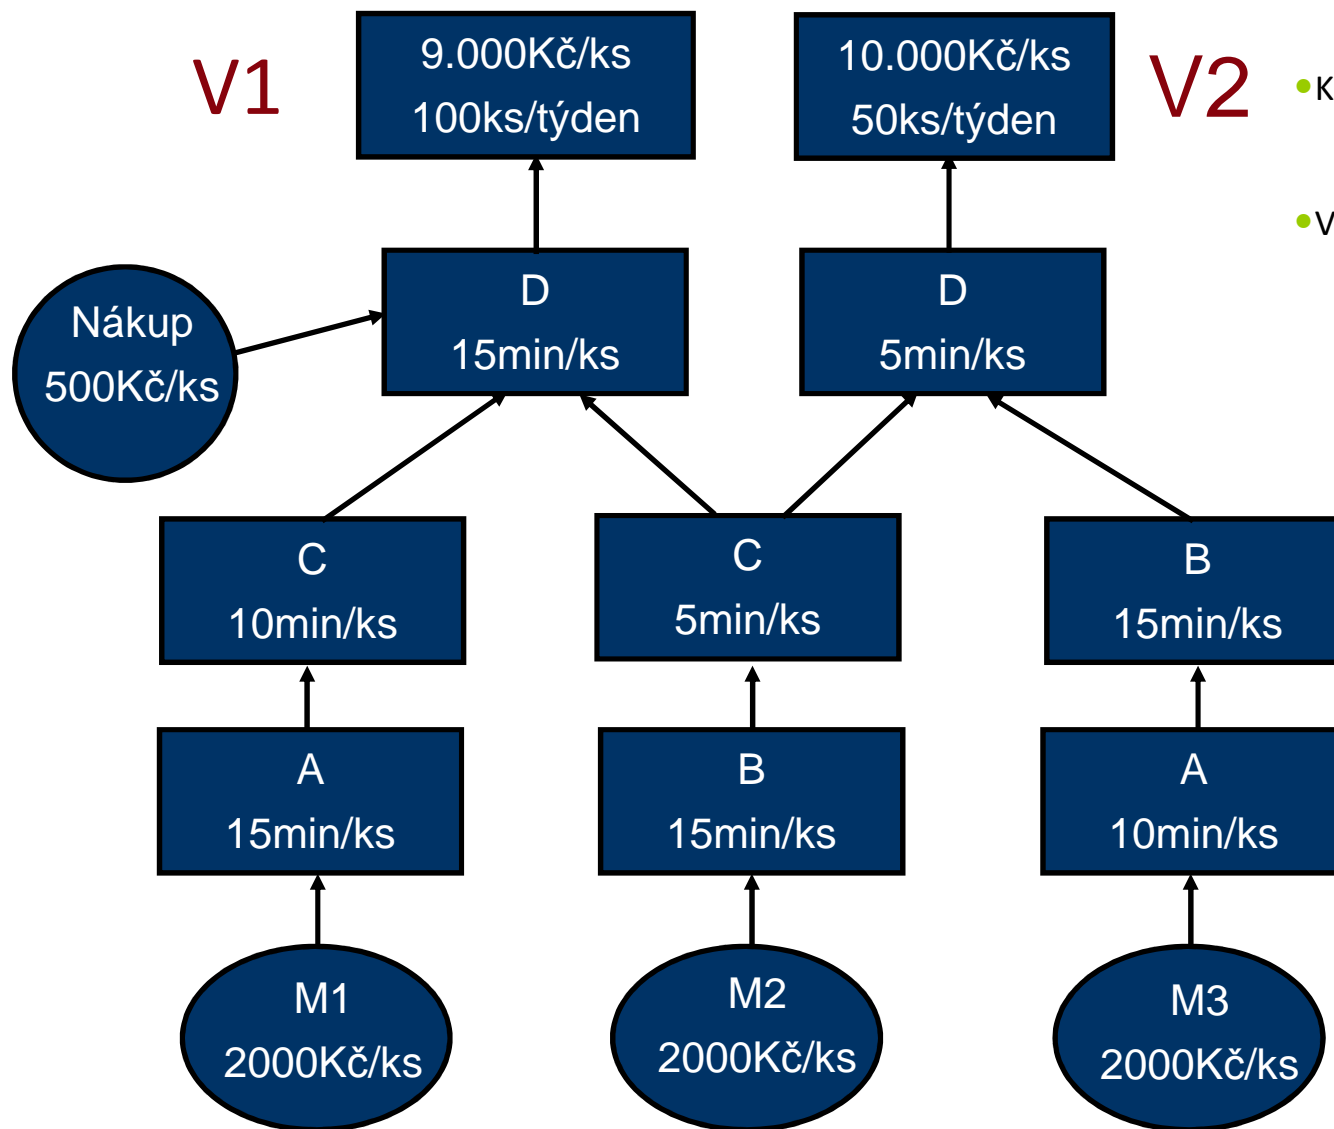 V1
9.000Kč/ks
100ks/týden
10.000Kč/ks
50ks/týden
V2
•K
•V
Nákup
500Kč/ks
D
15min/ks
D
5min/ks
C
10min/ks
C
5min/ks
B
15min/ks
A
15min/ks
B
15min/ks
A
10min/ks
M1
2000Kč/ks
M2
2000Kč/ks
M3
2000Kč/ks